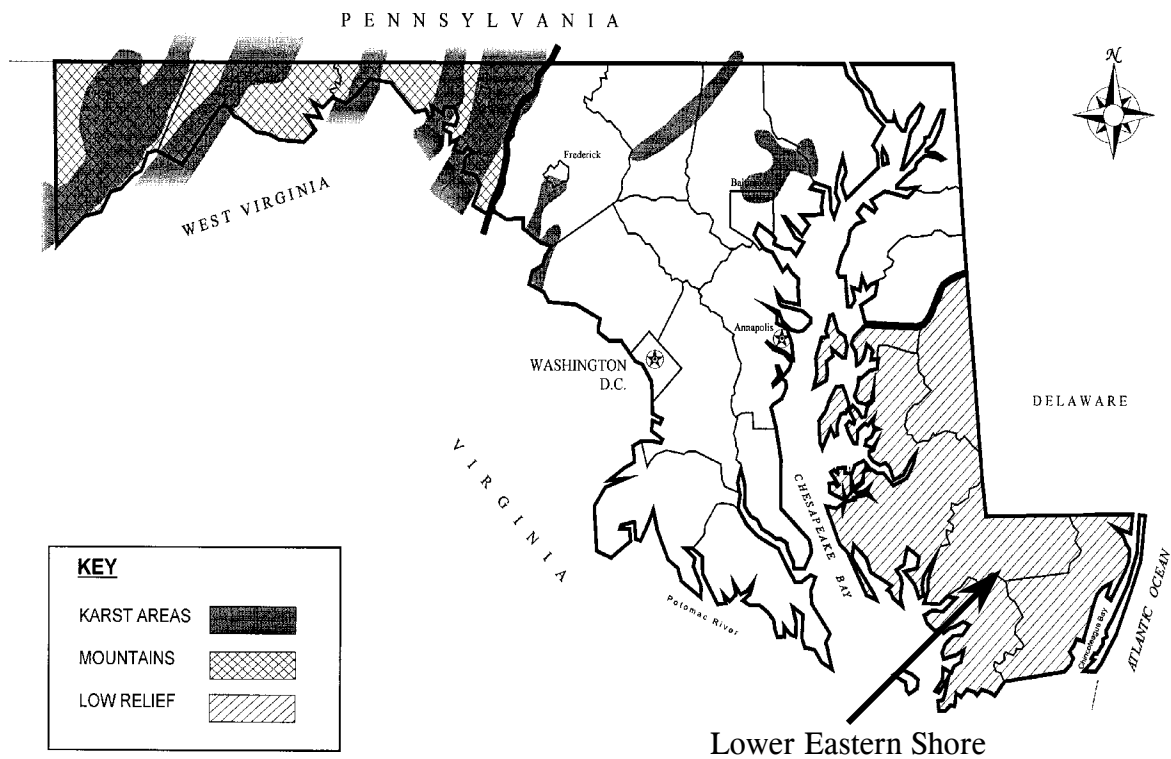 PENNSYLVANIA
N
Frederick
WEST VIRGINIA
Annapolis
WASHINGTON
D.C.
DELAWARE
VIRGINIA
CHESAPEAKE BAY
KEY
KARST AREAS
MOUNTAINS
LOW RELIEF
Potomac River
Chincoteague Bay
ATLANTIC OCEAN
Lower Eastern Shore